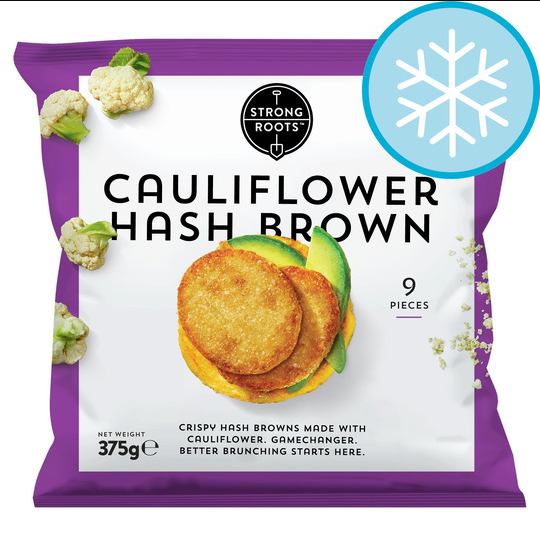 STRONG
ROOTS™
CAULIFLOWER
HASH BROWN
9
PIECES
CRISPY HASH BROWNS MADE WITH
CAULIFLOWER. GAMECHANGER.
BETTER BRUNCHING STARTS HERE.
NET WEIGHT
375g℮